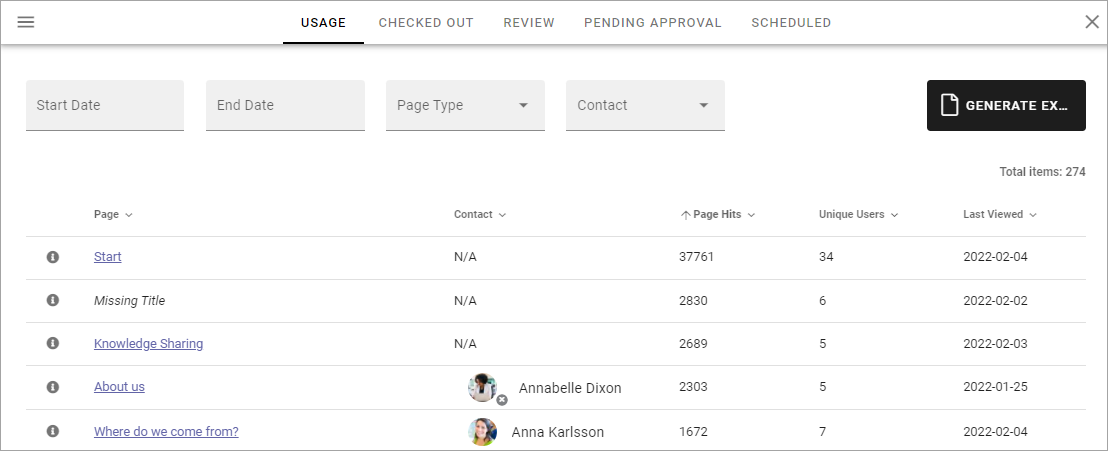 USAGE CHECKED OUT REVIEW PENDING APPROVAL SCHEDULED
Start Date End Date Page Type Contact GENERATE EX...
Total items: 274
Page Contact Page Hits Unique Users Last Viewed
Start N/A 37761 34 2022-02-04
Missing Title N/A 2830 6 2022-02-02
Knowledge Sharing N/A 2689 5 2022-02-03
About us Annabelle Dixon 2303 5 2022-01-25
Where do we come from? Anna Karlsson 1672 7 2022-02-04